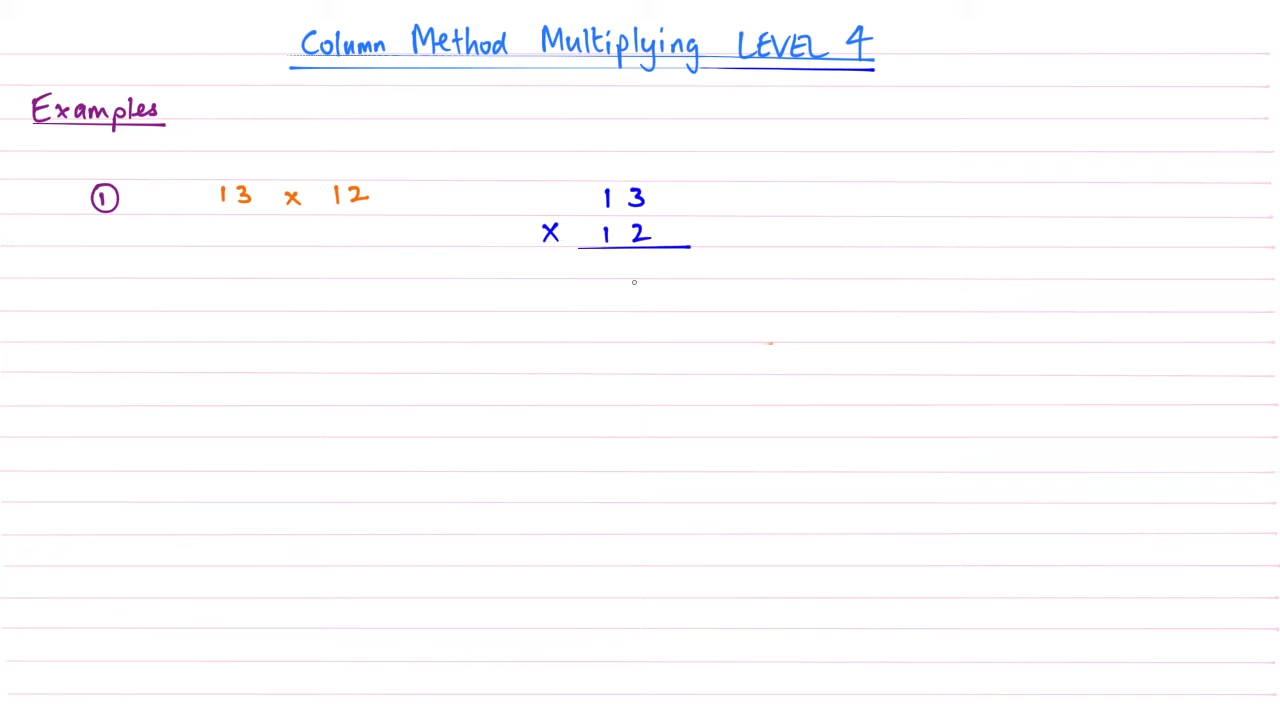 Column Method Multiplying LEVEL 4
Examples
① 13 x 12
13
x 12